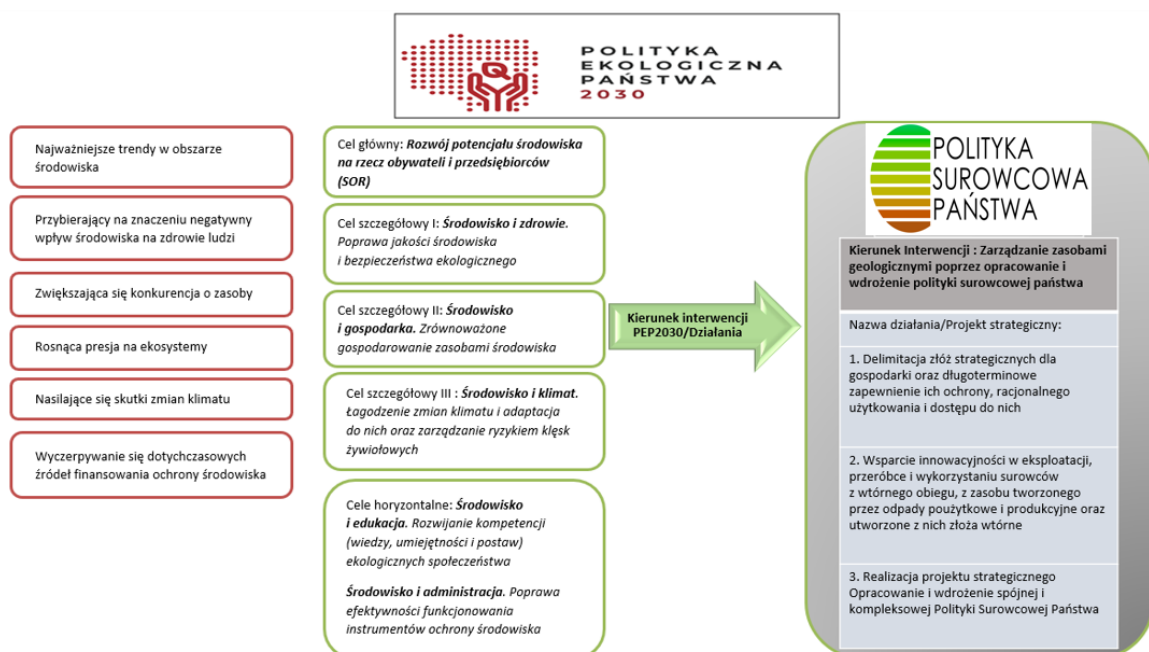 POLITYKA
EKOLOGICZNA
PAŃSTWA
2030
Najważniejsze trendy w obszarze
środowiska
Przybierający na znaczeniu negatywny
wpływ środowiska na zdrowie ludzi
Zwiększająca się konkurencja o zasoby
Rosnąca presja na ekosystemy
Nasilające się skutki zmian klimatu
Wyczerpywanie się dotychczasowych
źródeł finansowania ochrony środowiska
Cel główny: Rozwój potencjału środowiska
na rzecz obywateli i przedsiębiorców
(SOR)
Cel szczegółowy I: Środowisko i zdrowie.
Poprawa jakości środowiska
i bezpieczeństwa ekologicznego
Cel szczegółowy II: Środowisko
i gospodarka. Zrównoważone
gospodarowanie zasobami środowiska
Cel szczegółowy III : Środowisko i klimat.
Łagodzenie zmian klimatu i adaptacja
do nich oraz zarządzanie ryzykiem klęsk
żywiołowych
Cele horyzontalne: Środowisko
i edukacja. Rozwijanie kompetencji
(wiedzy, umiejętności i postaw)
ekologicznych społeczeństwa
Środowisko i administracja. Poprawa
efektywności funkcjonowania
instrumentów ochrony środowiska
Kierunek interwencji
PEP2030/Działania
POLITYKA
SUROWCOWA
PAŃSTWA
Kierunek Interwencji : Zarządzanie zasobami
geologicznymi poprzez opracowanie i
wdrożenie polityki surowcowej państwa
Nazwa działania/Projekt strategiczny:
1. Delimitacja złóż strategicznych dla
gospodarki oraz długoterminowe
zapewnienie ich ochrony, racjonalnego
użytkowania i dostępu do nich
2. Wsparcie innowacyjności w eksploatacji,
przeróbce i wykorzystaniu surowców
z wtórnego obiegu, z zasobu tworzonego
przez odpady poużytkowe i produkcyjne oraz
utworzone z nich złoża wtórne
3. Realizacja projektu strategicznego
Opracowanie i wdrożenie spójnej i
kompleksowej Polityki Surowcowej Państwa